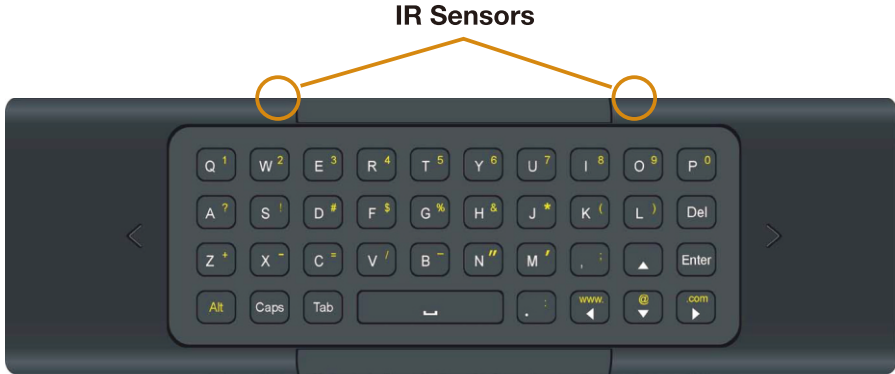 IR Sensors
Q 1 W 2 E 3 R 4 T 5 Y 6 U 7 I 8 O 9 P 0
A ? S ! D # F $ G % H & J * K ( L ) Del
Z + X - C = V / B _ N " M ' , ; Enter
Alt Caps Tab . : www. @ .com